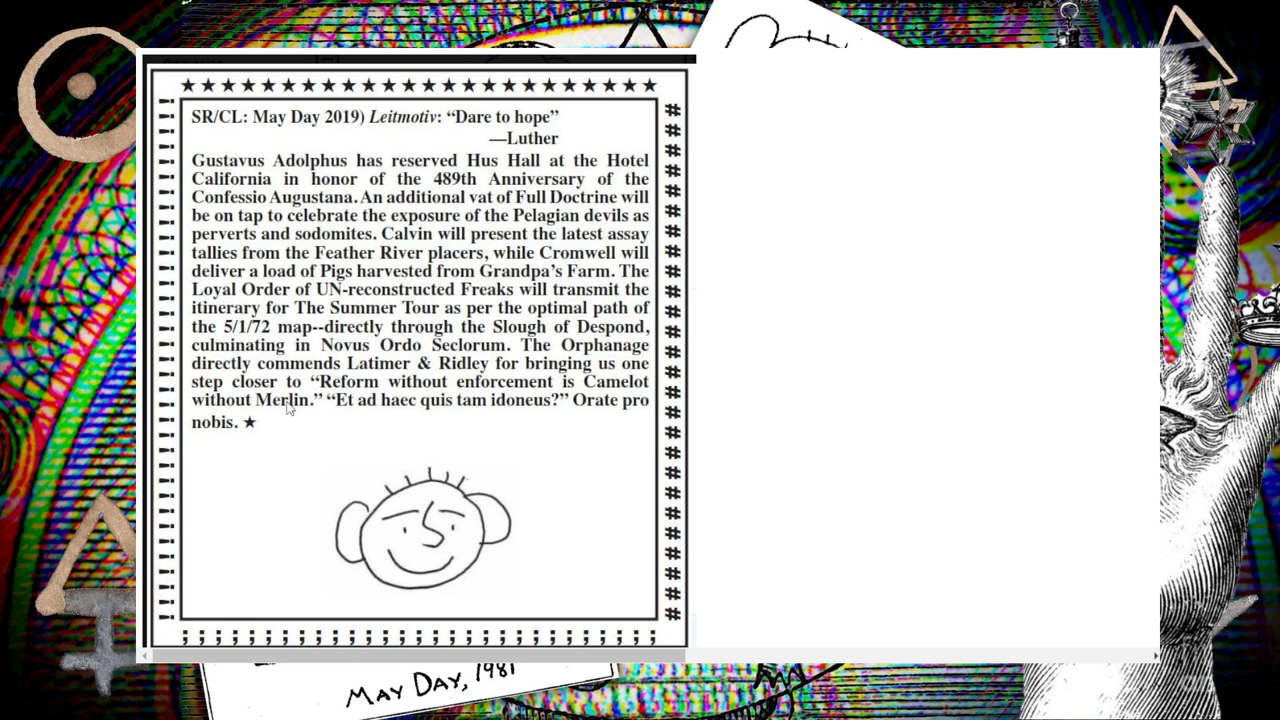 SR/CL: May Day 2019) Leitmotiv: “Dare to hope”
—Luther
Gustavus Adolphus has reserved Hus Hall at the Hotel
California in honor of the 489th Anniversary of the
Confessio Augustana. An additional vat of Full Doctrine will
be on tap to celebrate the exposure of the Pelagian devils as
perverts and sodomites. Calvin will present the latest assay
tallies from the Feather River placers, while Cromwell will
deliver a load of Pigs harvested from Grandpa’s Farm. The
Loyal Order of UN-reconstructed Freaks will transmit the
itinerary for The Summer Tour as per the optimal path of
the 5/1/72 map--directly through the Slough of Despond,
culminating in Novus Ordo Seclorum. The Orphanage
directly commends Latimer & Ridley for bringing us one
step closer to “Reform without enforcement is Camelot
without Merlin.” “Et ad haec quis tam idoneus?” Orate pro
nobis. ★
MAY DAY, 1981